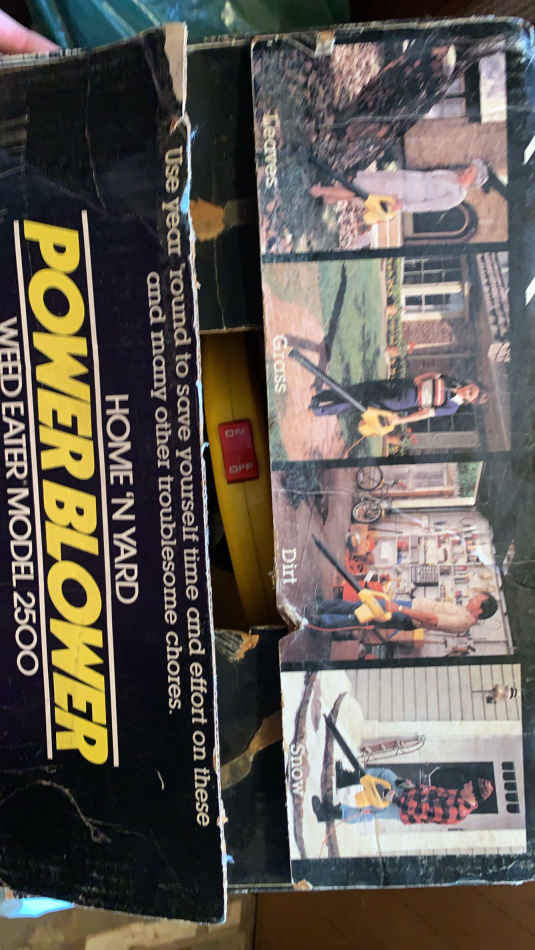 Leaves
Grass
Dirt
Snow
ON
OFF
Use year 'round to save yourself time and effort on these
and many other troublesome chores.
HOME 'N YARD
POWER BLOWER
WEED EATER® MODEL 2500